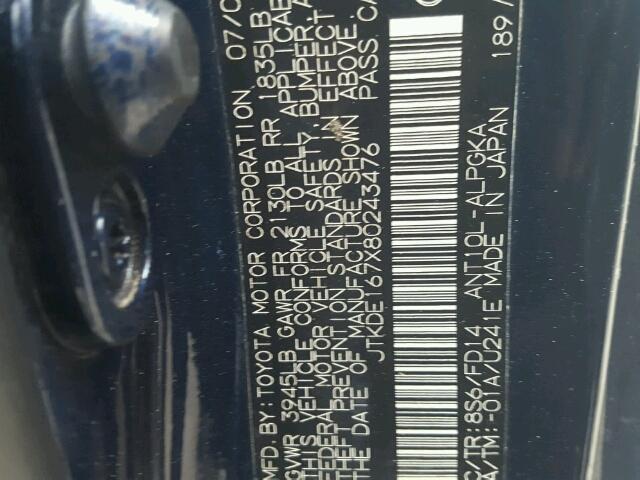 MFD. BY: TOYOTA MOTOR CORPORATION 07/0
GVWR 3945LB GAWR FR 2130LB RR 1835LB
THIS VEHICLE CONFORMS TO ALL APPLICAB
FEDERAL MOTOR VEHICLE SAFETY, BUMPER, A
THEFT PREVENTION STANDARDS IN EFFECT
DATE OF MANUFACTURE SHOWN ABOVE
JTKDE167X80243476 PASS CA
C/TR: 8S6/FD14 ANT10L-ALPGKA
A/TM: -01A/U241E MADE IN JAPAN 189/